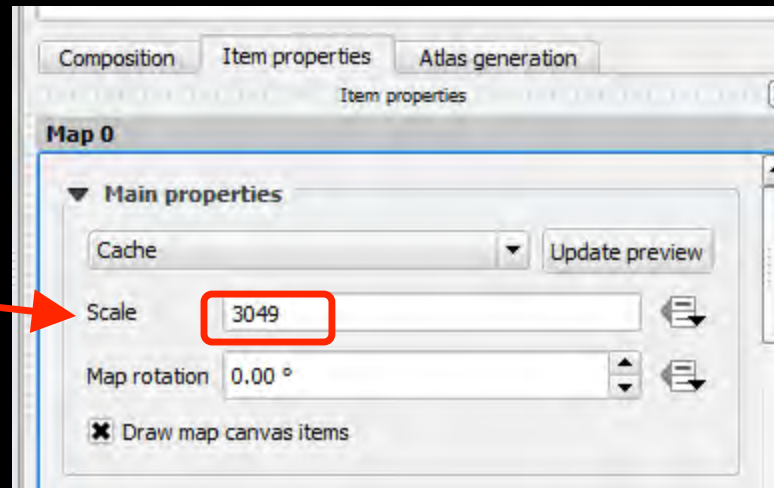 Composition Item properties Atlas generation
Item properties
Map 0
Main properties
Cache Update preview
Scale 3049
Map rotation 0.00 °
Draw map canvas items